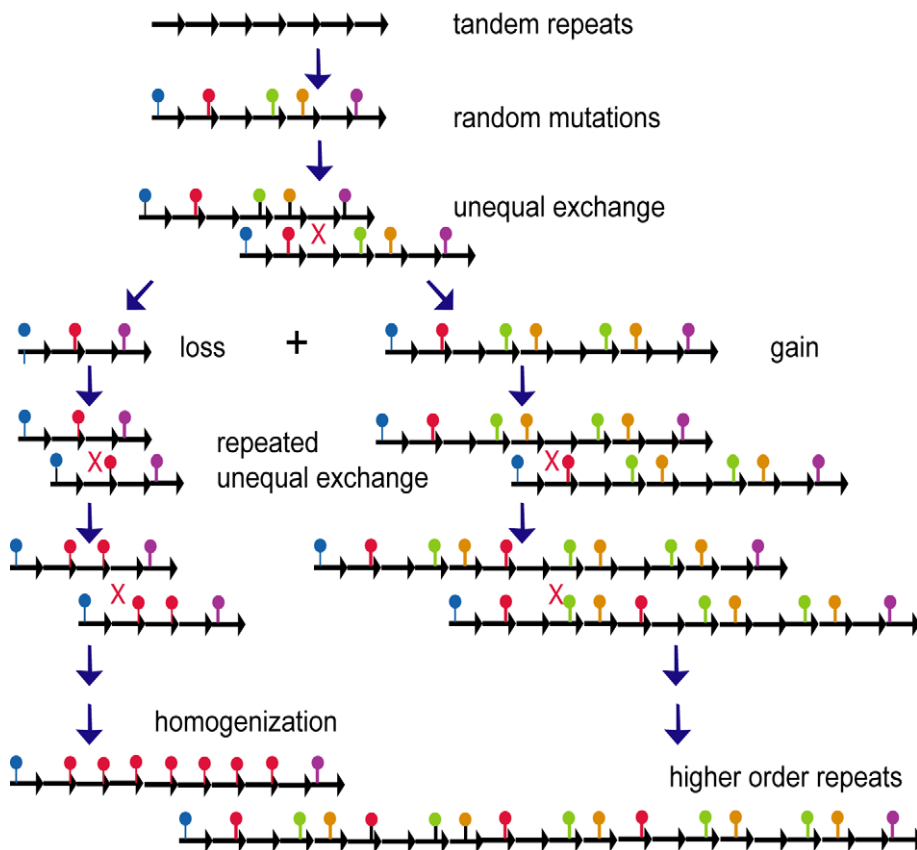 tandem repeats
random mutations
unequal exchange
X
loss
+
gain
repeated
unequal exchange
X
X
X
X
homogenization
higher order repeats